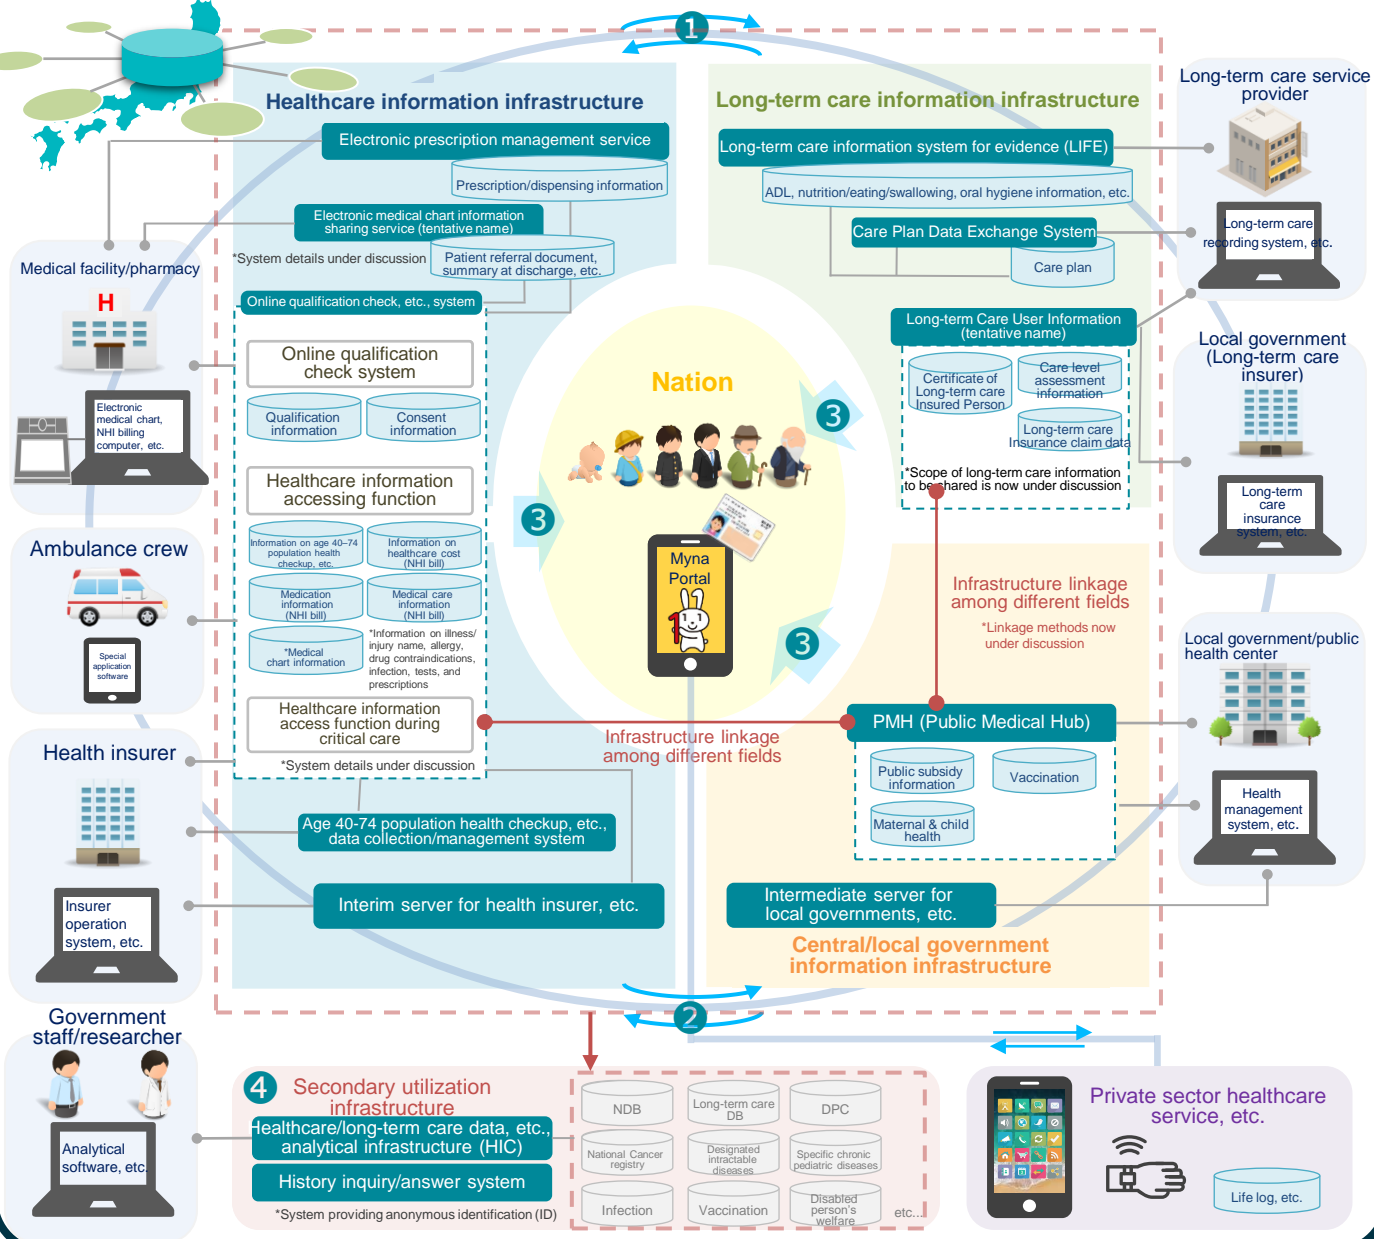 1
Healthcare information infrastructure
Electronic prescription management service
Prescription/dispensing information
Electronic medical chart information
sharing service (tentative name)
*System details under discussion
Patient referral document,
summary at discharge, etc.
Online qualification check, etc., system
Online qualification
check system
Qualification
information
Consent
information
Healthcare information
accessing function
Information on age 40–74
population health
checkup, etc.
Information on
healthcare cost
(NHI bill)
Medication
information
(NHI bill)
Medical care
information
(NHI bill)
*Medical
chart information
*Information on illness/
injury name, allergy,
drug contraindications,
infection, tests, and
prescriptions
Healthcare information
access function during
critical care
*System details under discussion
Age 40-74 population health checkup, etc.,
data collection/management system
Interim server for health insurer, etc.
Long-term care information infrastructure
Long-term care information system for evidence (LIFE)
ADL, nutrition/eating/swallowing, oral hygiene information, etc.
Care Plan Data Exchange System
Care plan
Long-term Care User Information
(tentative name)
Certificate of
Long-term care
Insured Person
Care level
assessment
information
Long-term care
Insurance claim data
*Scope of long-term care information
to be shared is now under discussion
Nation
3
3
3
Myna
Portal
1
Infrastructure linkage
among different fields
*Linkage methods now
under discussion
Infrastructure linkage
among different fields
PMH (Public Medical Hub)
Public subsidy
information
Vaccination
Maternal & child
health
Intermediate server for
local governments, etc.
Central/local government
information infrastructure
2
Medical facility/pharmacy
H
Electronic
medical chart,
NHI billing
computer, etc.
Ambulance crew
Special
application
software
Health insurer
Insurer
operation
system, etc.
Government
staff/researcher
Analytical
software, etc.
Long-term care service
provider
Long-term care
recording system, etc.
Local government
(Long-term care
insurer)
Long-term
care
insurance
system, etc.
Local government/public
health center
Health
management
system, etc.
4
Secondary utilization
infrastructure
Healthcare/long-term care data, etc.,
analytical infrastructure (HIC)
History inquiry/answer system
*System providing anonymous identification (ID)
NDB
Long-term care
DB
DPC
National Cancer
registry
Designated
intractable
diseases
Specific chronic
pediatric diseases
Infection
Vaccination
Disabled
person's
welfare
etc...
Private sector healthcare
service, etc.
Life log, etc.